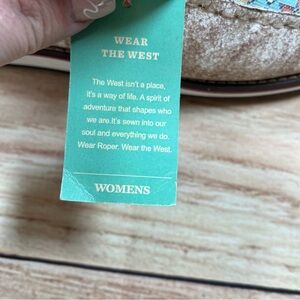 WEAR
THE WEST
The West isn't a place,
it's a way of life. A spirit of
adventure that shapes who
we are.It's sewn into our
soul and everything we do.
Wear Roper. Wear the West.
WOMENS